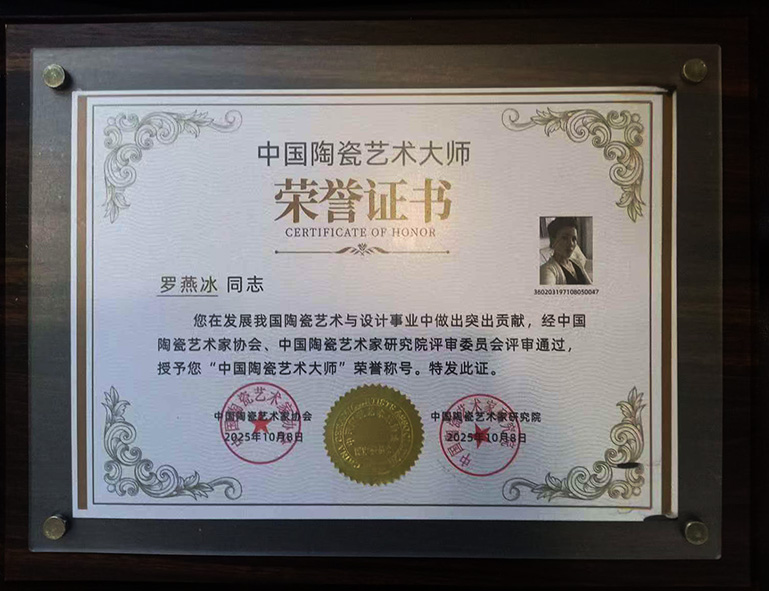 中国陶瓷艺术大师
荣誉证书
CERTIFICATE OF HONOR
360203197108050047
罗燕冰 同志
您在发展我国陶瓷艺术与设计事业中做出突出贡献，经中国
陶瓷艺术家协会、中国陶瓷艺术家研究院评审委员会评审通过，
授予您“中国陶瓷艺术大师”荣誉称号。特发此证。
中国陶瓷艺术家协会
2025年10月8日
中国陶瓷艺术家研究院
2025年10月8日